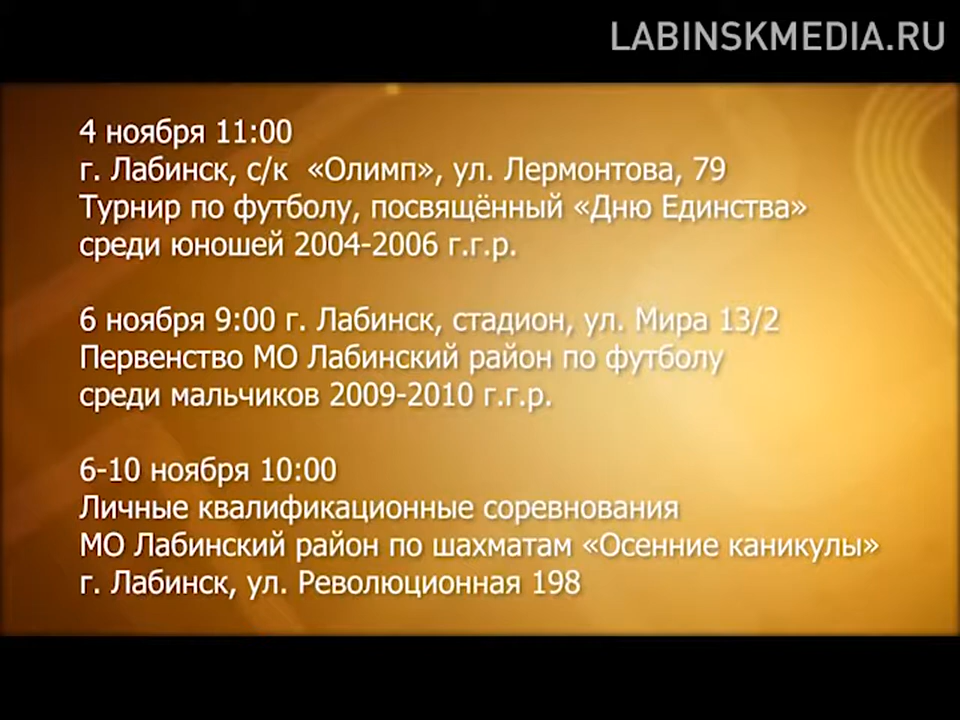 LABINSKMEDIA.RU
4 ноября 11:00
г. Лабинск, с/к «Олимп», ул. Лермонтова, 79
Турнир по футболу, посвящённый «Дню Единства»
среди юношей 2004-2006 г.г.р.
6 ноября 9:00 г. Лабинск, стадион, ул. Мира 13/2
Первенство МО Лабинский район по футболу
среди мальчиков 2009-2010 г.г.р.
6-10 ноября 10:00
Личные квалификационные соревнования
МО Лабинский район по шахматам «Осенние каникулы»
г. Лабинск, ул. Революционная 198